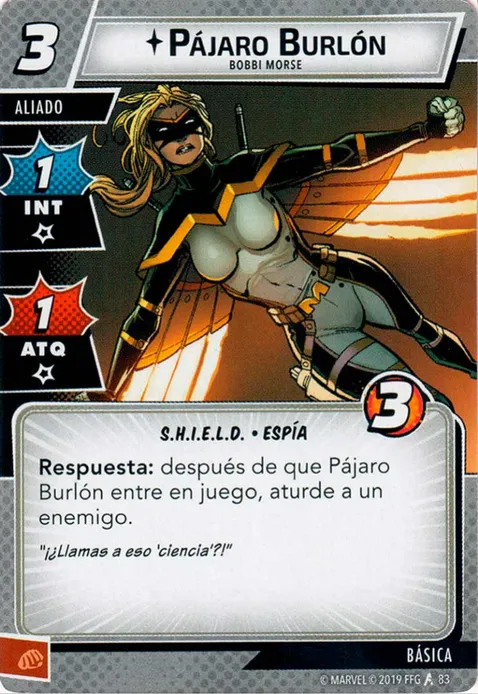 3
PÁJARO BURLÓN
BOBBI MORSE
ALIADO
1
INT
1
ATQ
3
S.H.I.E.L.D. • ESPÍA
Respuesta: después de que Pájaro
Burlón entre en juego, aturde a un
enemigo.
"¡¿Llamas a eso 'ciencia'?!"
BÁSICA
© MARVEL © 2019 FFG 83